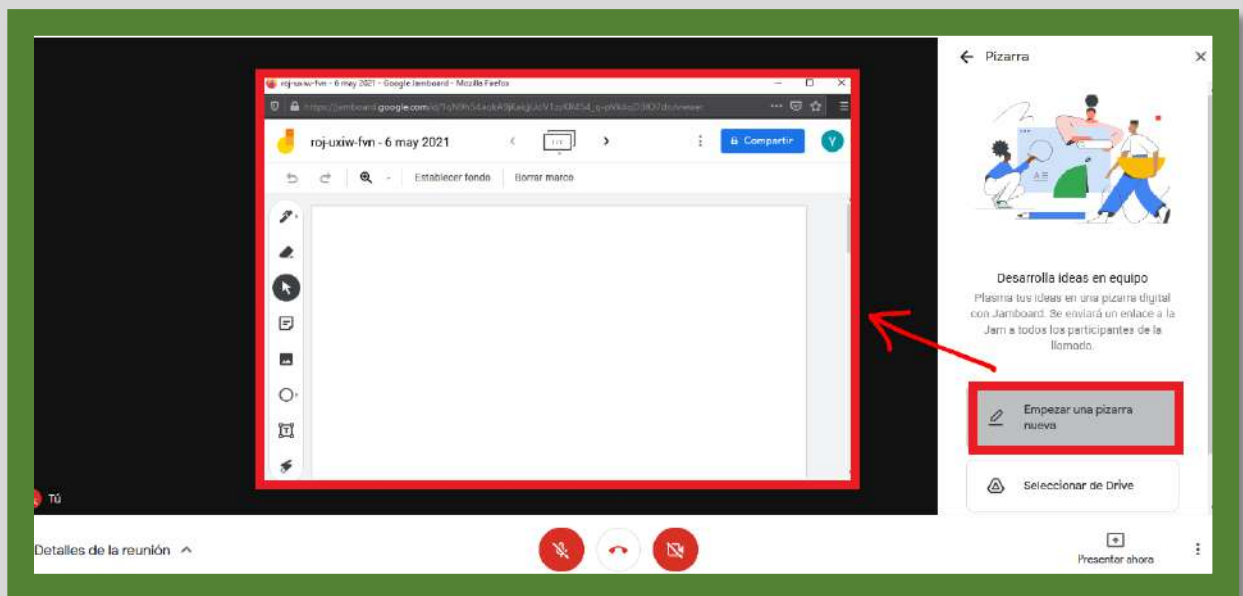 roj-uxiw-fvn - 6 may 2021 - Google Jamboard - Mozilla Firefox
roj-uxiw-fvn - 6 may 2021
Compartir
Y
Establecer fondo
Borrar marco
Tú
Detalles de la reunión
Presentar ahora
Pizarra
Desarrolla ideas en equipo
Plasma tus ideas en una pizarra digital
con Jamboard. Se enviará un enlace a la
Jam a todos los participantes de la
llamada.
Empezar una pizarra
nueva
Seleccionar de Drive